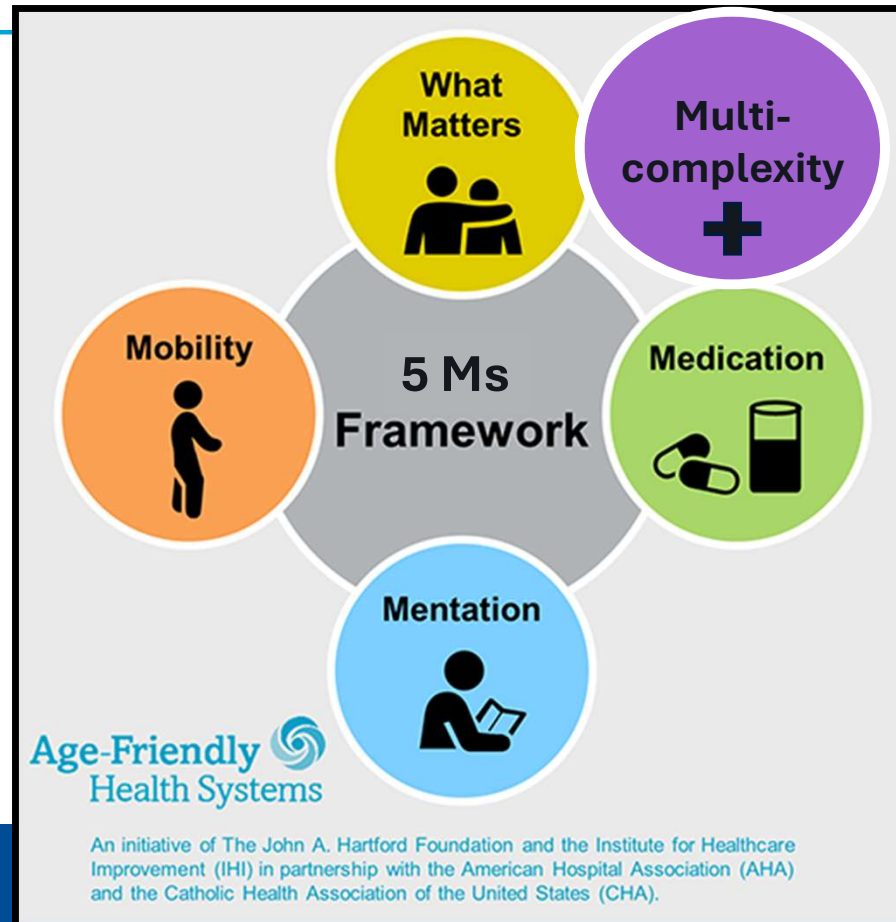 What
Matters
Multi-
complexity
Mobility
5 Ms
Framework
Medication
Mentation
Age-Friendly
Health Systems
An initiative of The John A. Hartford Foundation and the Institute for Healthcare
Improvement (IHI) in partnership with the American Hospital Association (AHA)
and the Catholic Health Association of the United States (CHA).